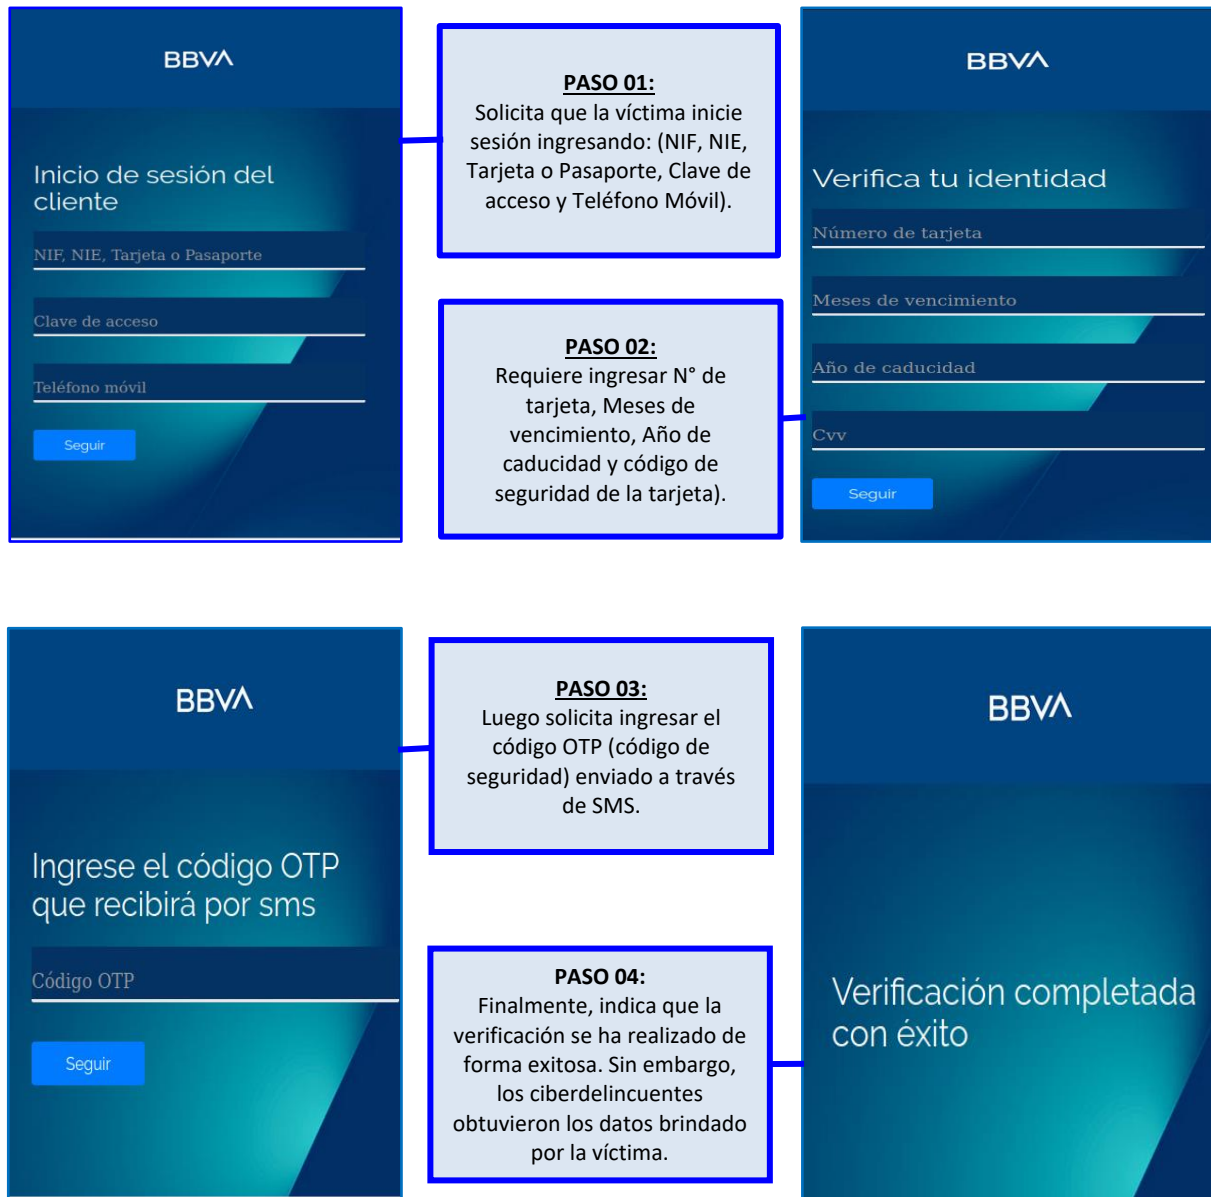 BBVA
Inicio de sesión del
cliente
NIF, NIE, Tarjeta o Pasaporte
Clave de acceso
Teléfono móvil
Seguir
PASO 01:
Solicita que la víctima inicie
sesión ingresando: (NIF, NIE,
Tarjeta o Pasaporte, Clave de
acceso y Teléfono Móvil).
PASO 02:
Requiere ingresar N° de
tarjeta, Meses de
vencimiento, Año de
caducidad y código de
seguridad de la tarjeta).
BBVA
Verifica tu identidad
Número de tarjeta
Meses de vencimiento
Año de caducidad
Cvv
Seguir
BBVA
Ingrese el código OTP
que recibirá por sms
Código OTP
Seguir
PASO 03:
Luego solicita ingresar el
código OTP (código de
seguridad) enviado a través
de SMS.
PASO 04:
Finalmente, indica que la
verificación se ha realizado de
forma exitosa. Sin embargo,
los ciberdelincuentes
obtuvieron los datos brindado
por la víctima.
BBVA
Verificación completada
con éxito